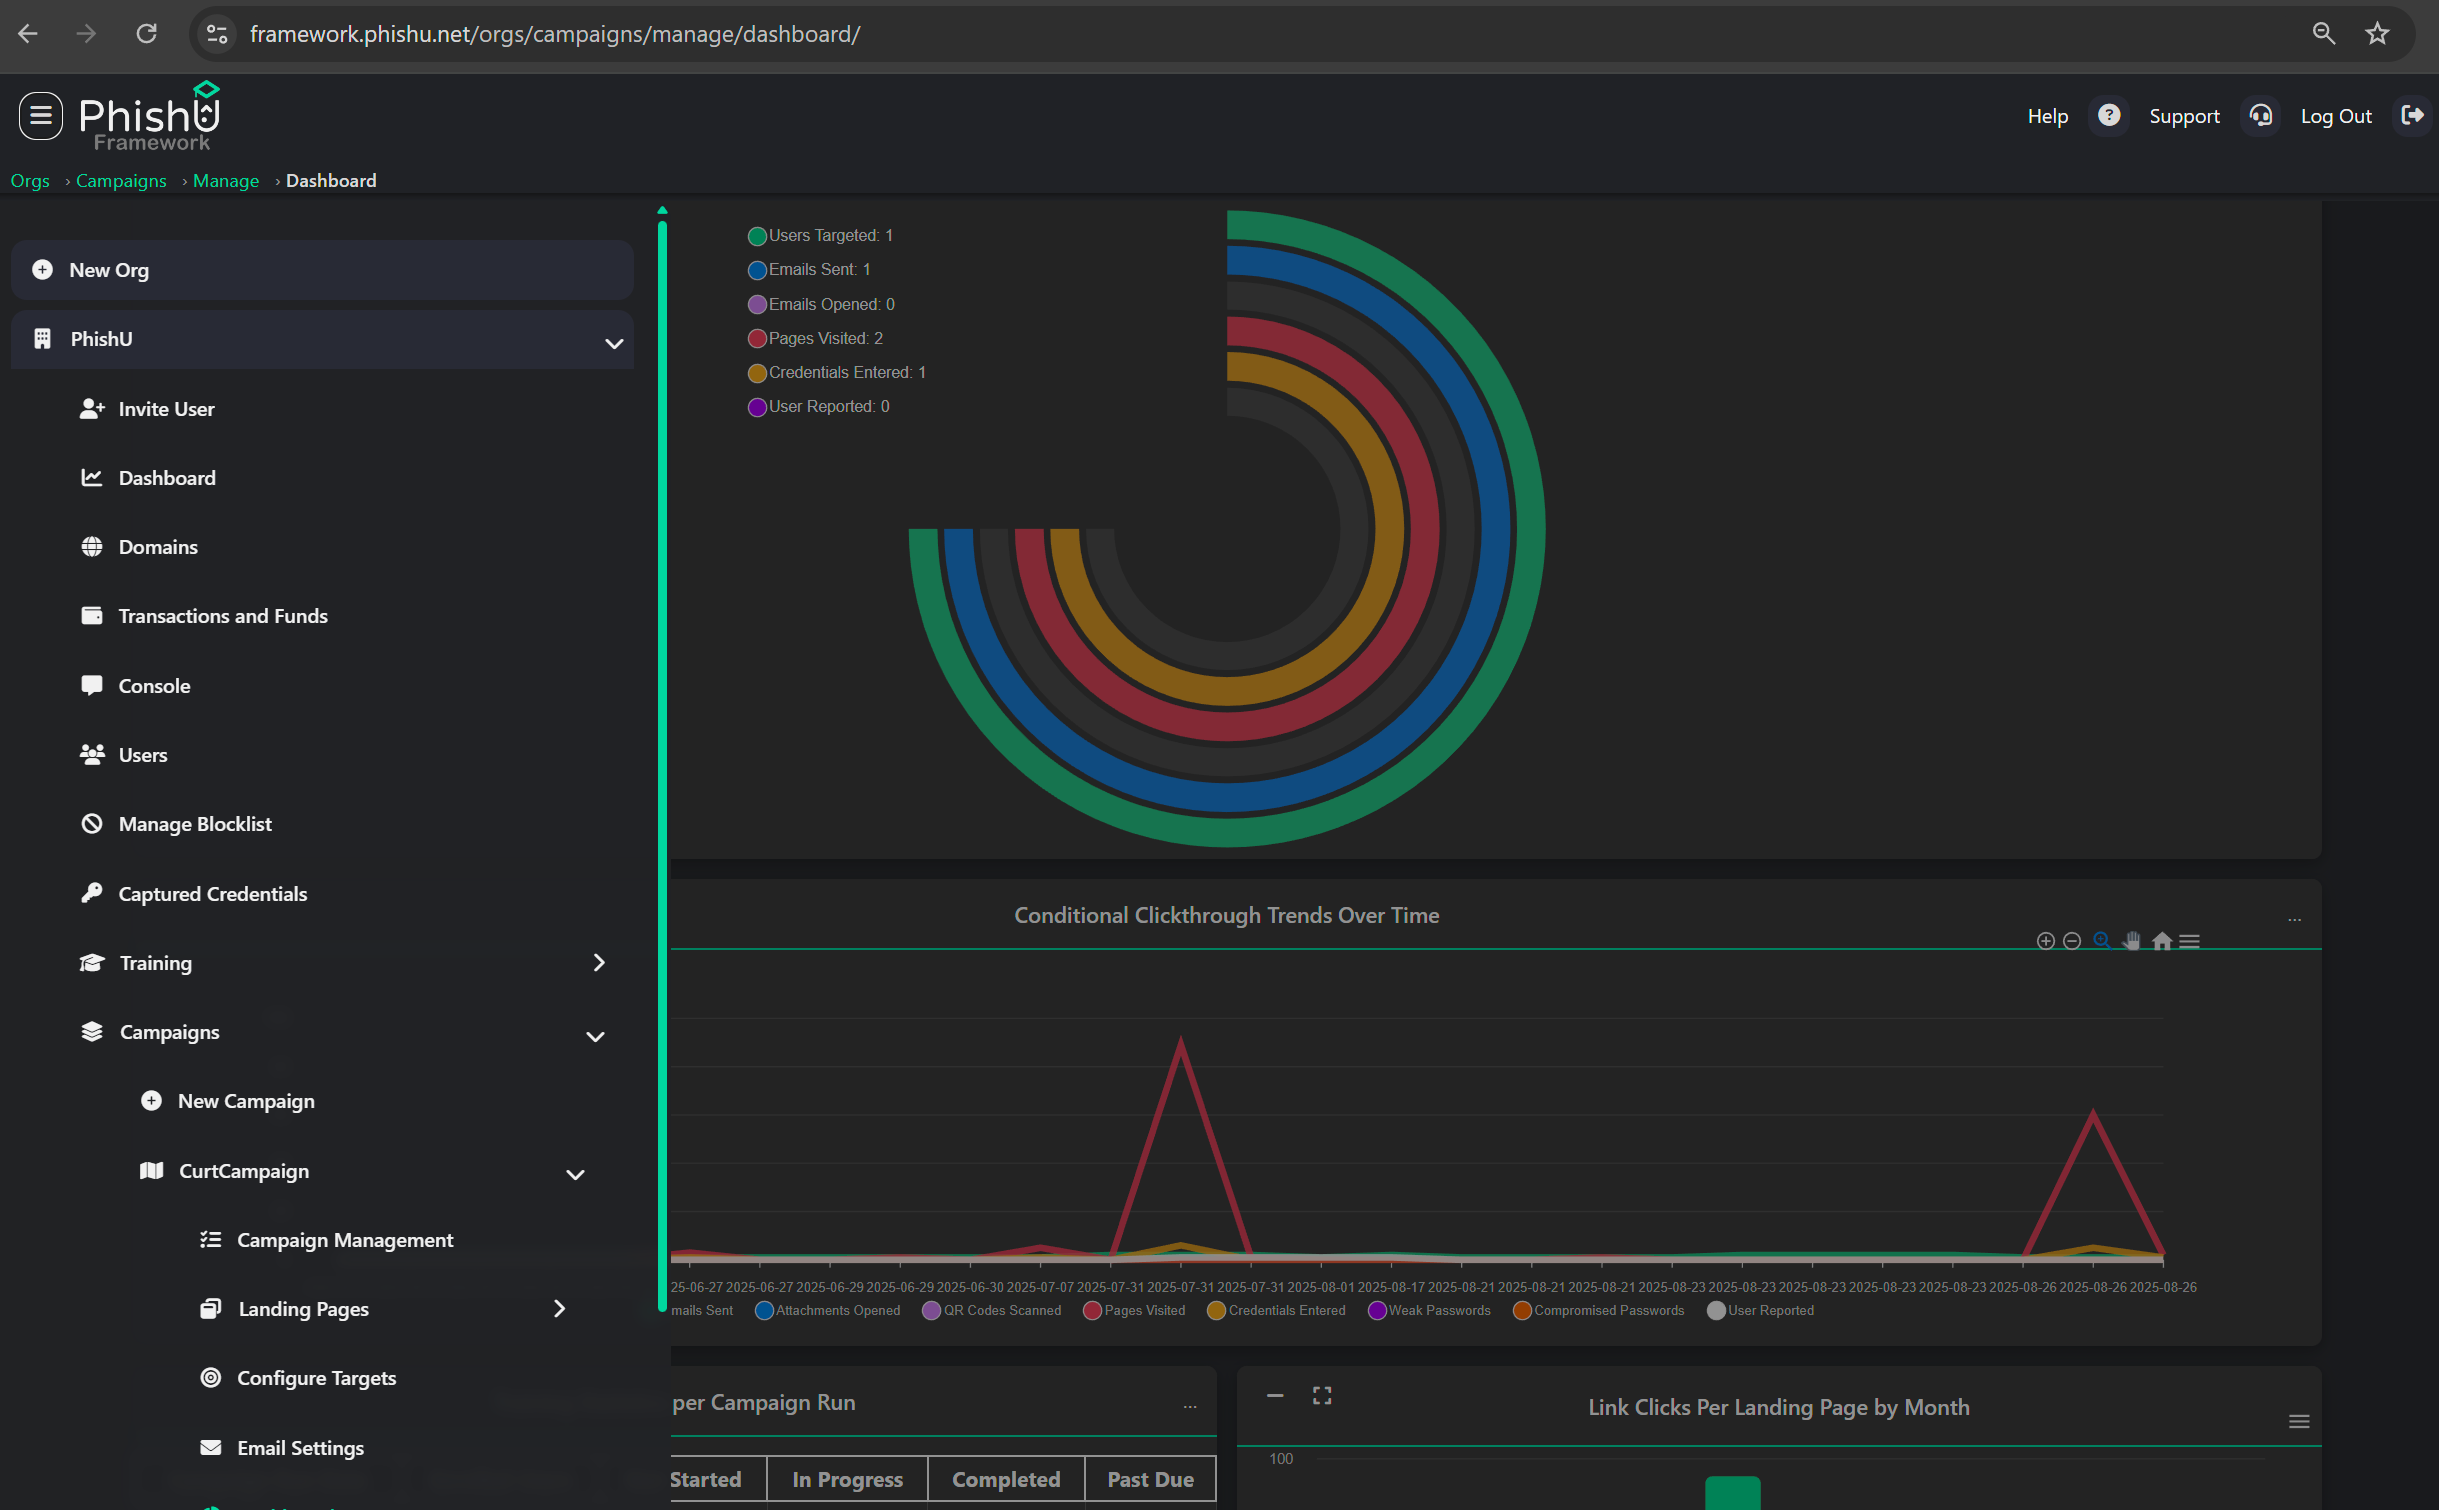 framework.phishu.net/orgs/campaigns/manage/dashboard/
PhishU
Framework
Help
Support
Log Out
Orgs › Campaigns › Manage › Dashboard
New Org
PhishU
Invite User
Dashboard
Domains
Transactions and Funds
Console
Users
Manage Blocklist
Captured Credentials
Training
Campaigns
New Campaign
CurtCampaign
Campaign Management
Landing Pages
Configure Targets
Email Settings
Users Targeted: 1
Emails Sent: 1
Emails Opened: 0
Pages Visited: 2
Credentials Entered: 1
User Reported: 0
Conditional Clickthrough Trends Over Time
...
25-06-27 2025-06-27 2025-06-29 2025-06-29 2025-06-30 2025-07-07 2025-07-31 2025-07-31 2025-07-31 2025-08-01 2025-08-17 2025-08-21 2025-08-21 2025-08-21 2025-08-23 2025-08-23 2025-08-23 2025-08-23 2025-08-23 2025-08-26 2025-08-26 2025-08-26
mails Sent Attachments Opened QR Codes Scanned Pages Visited Credentials Entered Weak Passwords Compromised Passwords User Reported
per Campaign Run
...
Started In Progress Completed Past Due
Link Clicks Per Landing Page by Month
100